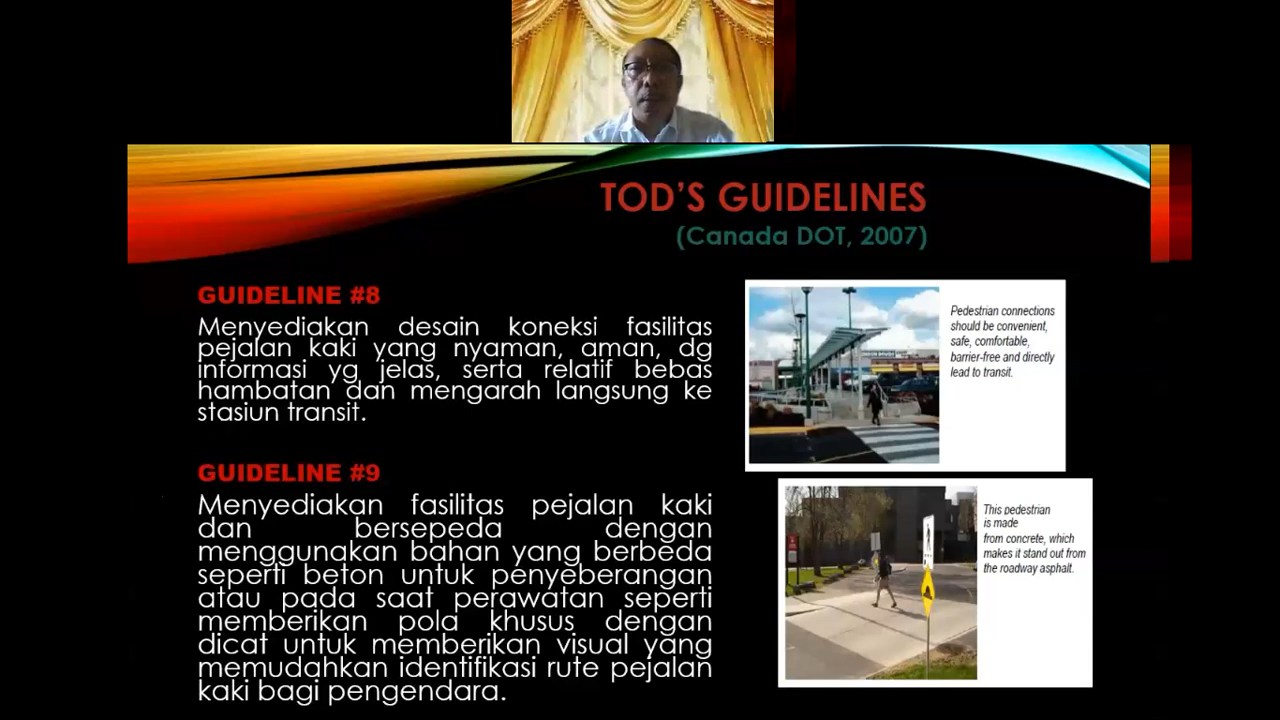 TOD'S GUIDELINES
(Canada DOT, 2007)
GUIDELINE #8
Menyediakan desain koneksi fasilitas
pejalan kaki yang nyaman, aman, dg
informasi yg jelas, serta relatif bebas
hambatan dan mengarah langsung ke
stasiun transit.
Pedestrian connections
should be convenient,
safe, comfortable,
barrier-free and directly
lead to transit.
GUIDELINE #9
Menyediakan fasilitas pejalan kaki
dan bersepeda dengan
menggunakan bahan yang berbeda
seperti beton untuk penyeberangan
atau pada saat perawatan seperti
memberikan pola khusus dengan
dicat untuk memberikan visual yang
memudahkan identifikasi rute pejalan
kaki bagi pengendara.
This pedestrian
is made
from concrete, which
makes it stand out from
the roadway asphalt.